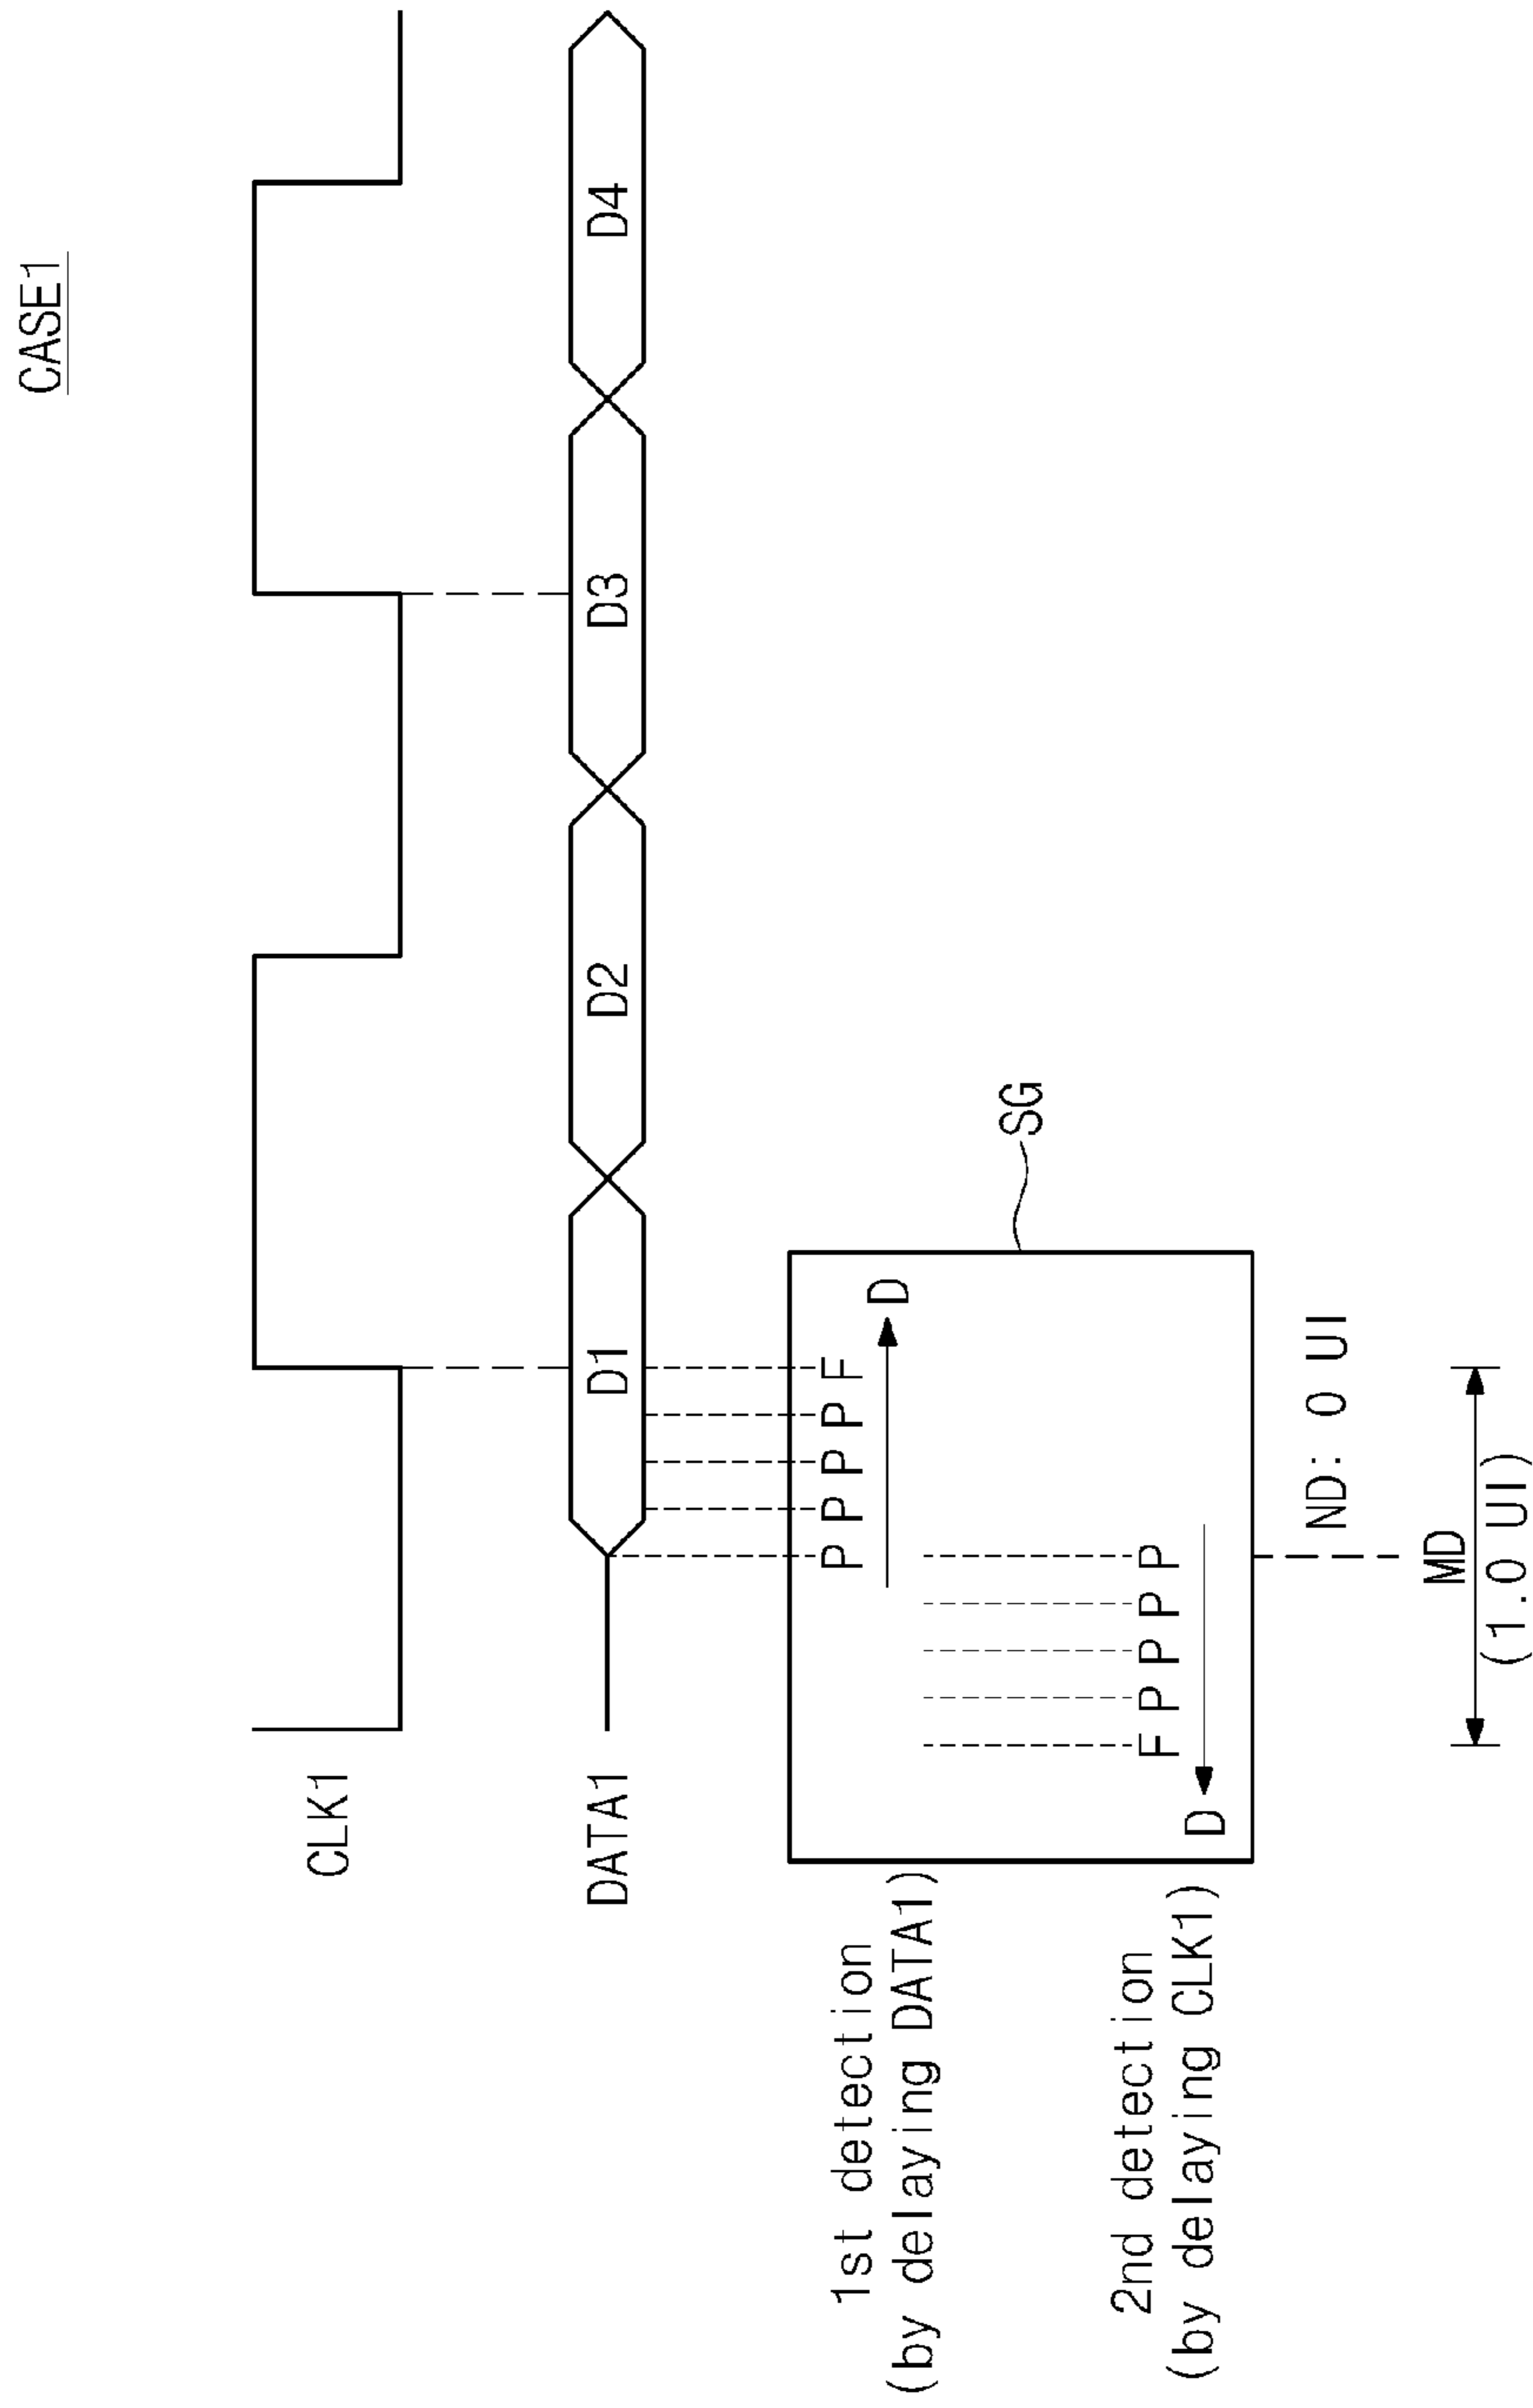 CASE1
CLK1
DATA1
D1
D2
D3
D4
1st detection
(by delaying DATA1)
P P P P F
D
SG
2nd detection
(by delaying CLK1)
F P P P P
D
ND: 0 UI
MD
(1.0 UI)